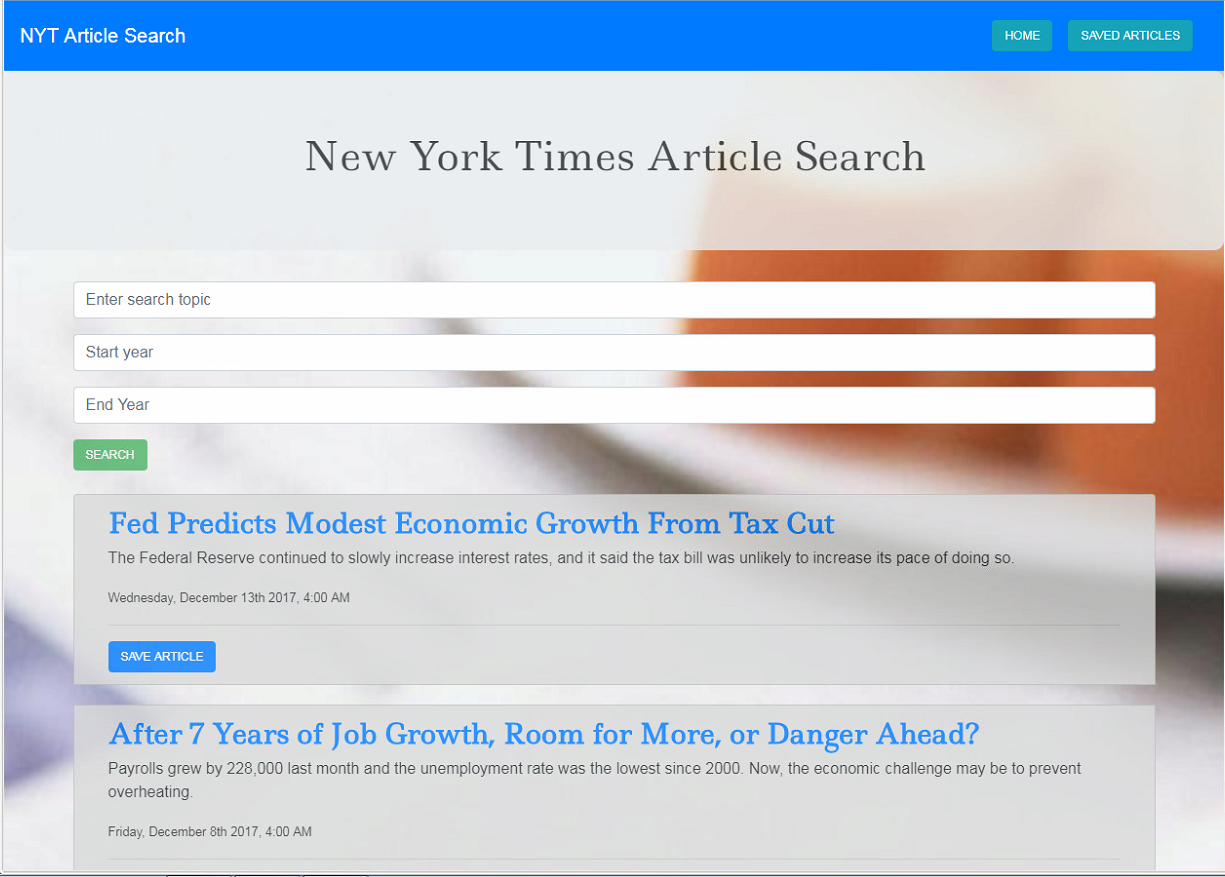 NYT Article Search
HOME
SAVED ARTICLES
New York Times Article Search
Enter search topic
Start year
End Year
SEARCH
Fed Predicts Modest Economic Growth From Tax Cut
The Federal Reserve continued to slowly increase interest rates, and it said the tax bill was unlikely to increase its pace of doing so.
Wednesday, December 13th 2017, 4:00 AM
SAVE ARTICLE
After 7 Years of Job Growth, Room for More, or Danger Ahead?
Payrolls grew by 228,000 last month and the unemployment rate was the lowest since 2000. Now, the economic challenge may be to prevent
overheating.
Friday, December 8th 2017, 4:00 AM